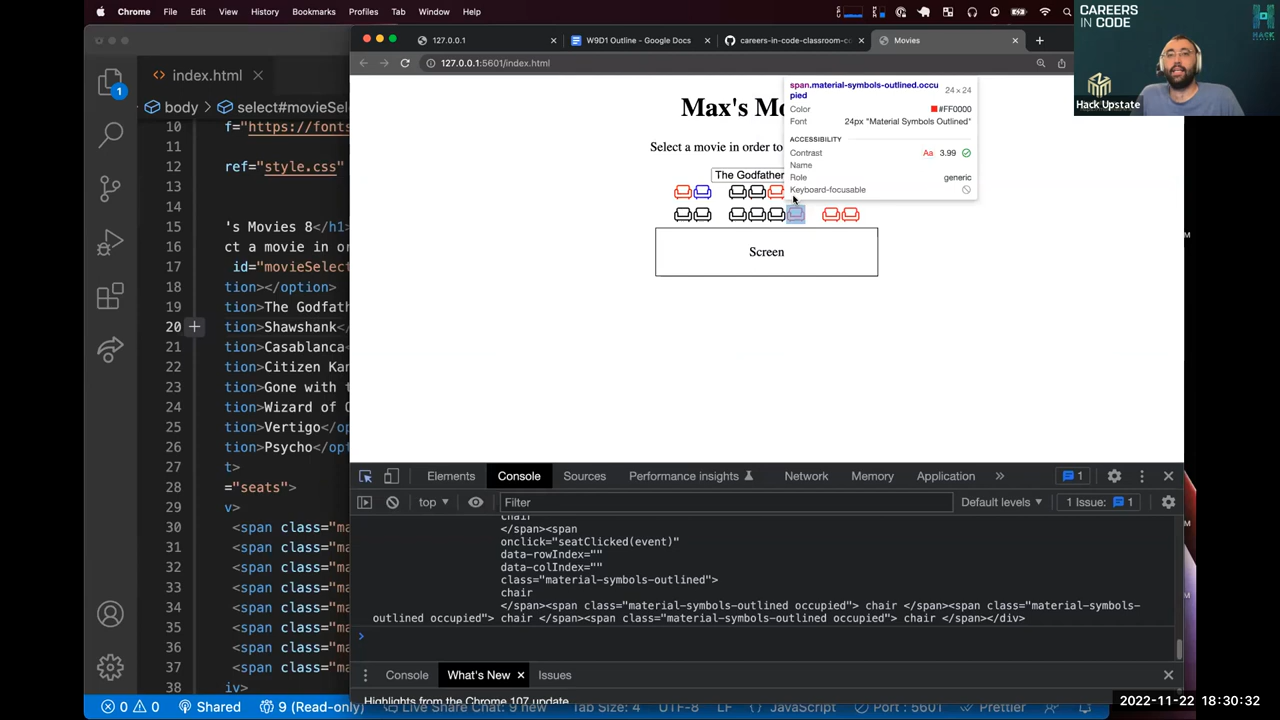 Chrome File Edit View History Bookmarks Profiles Tab Window Help
CAREERS
IN CODE
HACK
Hack Upstate
127.0.0.1
W9D1 Outline - Google Docs
careers-in-code-classroom-co
Movies
127.0.0.1:5601/index.html
index.html
1
body
select#movieSel
10 f="https://fonts
11
12 ref="style.css"
13
14
15 's Movies 8</h1>
16 ct a movie in or
17 id="movieSelect
18 tion></option>
19 tion>The Godfath
20 tion>Shawshank</
21 tion>Casablanca<
22 tion>Citizen Kan
23 tion>Gone with t
24 tion>Wizard of O
25 tion>Vertigo</op
26 tion>Psycho</opt
27 t>
28 ="seats">
29 v>
30 <span class="ma
31 <span class="ma
32 <span class="ma
33 <span class="ma
34 <span class="ma
35 <span class="ma
36 <span class="ma
37 <span class="ma
38 iv>
Max's Mo
Select a movie in order to
The Godfather
Screen
span.material-symbols-outlined.occu
pied
24 × 24
Color #FF0000
Font 24px "Material Symbols Outlined"
ACCESSIBILITY
Contrast Aa 3.99
Name
Role generic
Keyboard-focusable
Elements Console Sources Performance insights Network Memory Application
1
top
Filter
Default levels
1 Issue: 1
chair
</span><span
onclick="seatClicked(event)"
data-rowIndex=""
data-colIndex=""
class="material-symbols-outlined">
chair
</span><span class="material-symbols-outlined occupied"> chair </span><span class="material-symbols-
outlined occupied"> chair </span><span class="material-symbols-outlined occupied"> chair </span></div>
Console What's New Issues
Highlights from the Chrome 107 update
0 0 Shared 9 (Read-only) Live Share Chat: 9 new Tab Size: 4 UTF-8 LF JavaScript Port : 5601 Prettier
2022-11-22 18:30:32